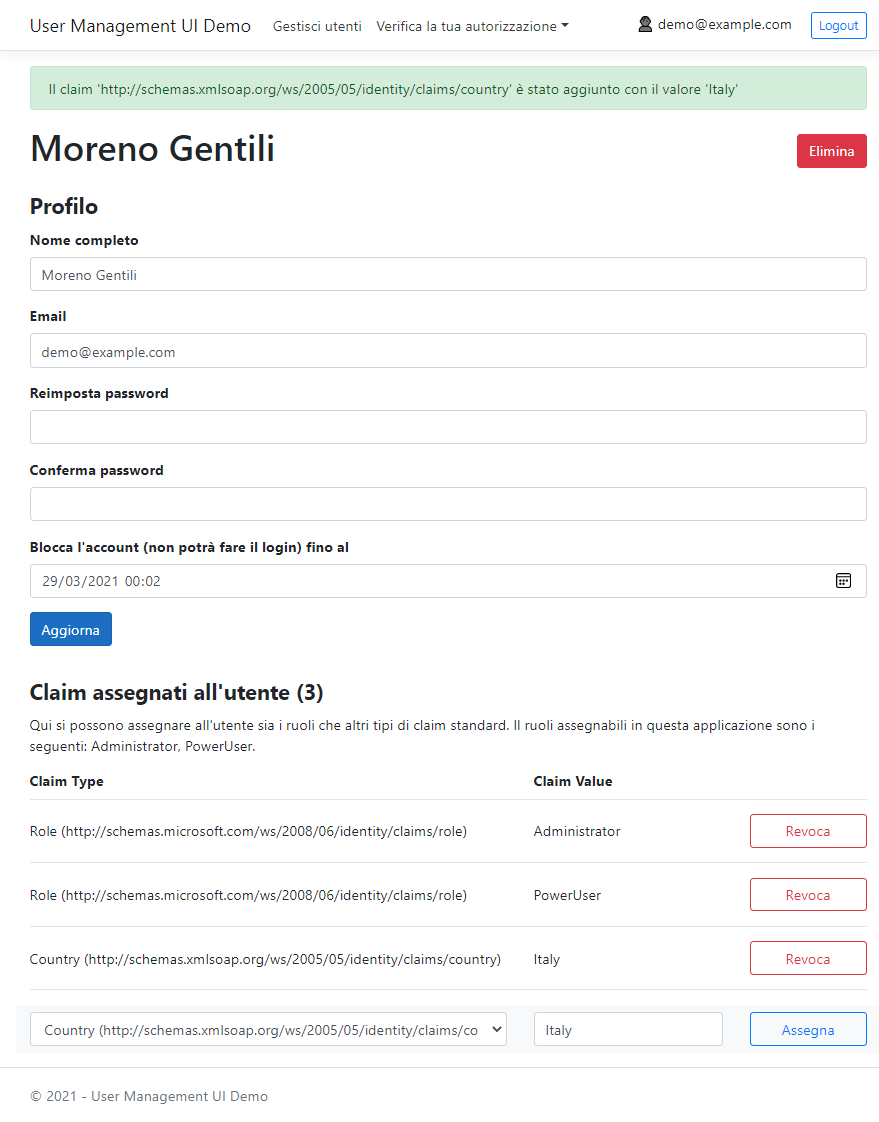 User Management UI Demo Gestisci utenti Verifica la tua autorizzazione demo@example.com Logout
Il claim 'http://schemas.xmlsoap.org/ws/2005/05/identity/claims/country' è stato aggiunto con il valore 'Italy'
Moreno Gentili Elimina
Profilo
Nome completo
Moreno Gentili
Email
demo@example.com
Reimposta password
Conferma password
Blocca l'account (non potrà fare il login) fino al
29/03/2021 00:02
Aggiorna
Claim assegnati all'utente (3)
Qui si possono assegnare all'utente sia i ruoli che altri tipi di claim standard. Il ruoli assegnabili in questa applicazione sono i
seguenti: Administrator, PowerUser.
Claim Type Claim Value
Role (http://schemas.microsoft.com/ws/2008/06/identity/claims/role) Administrator Revoca
Role (http://schemas.microsoft.com/ws/2008/06/identity/claims/role) PowerUser Revoca
Country (http://schemas.xmlsoap.org/ws/2005/05/identity/claims/country) Italy Revoca
Country (http://schemas.xmlsoap.org/ws/2005/05/identity/claims/co Italy Assegna
© 2021 - User Management UI Demo